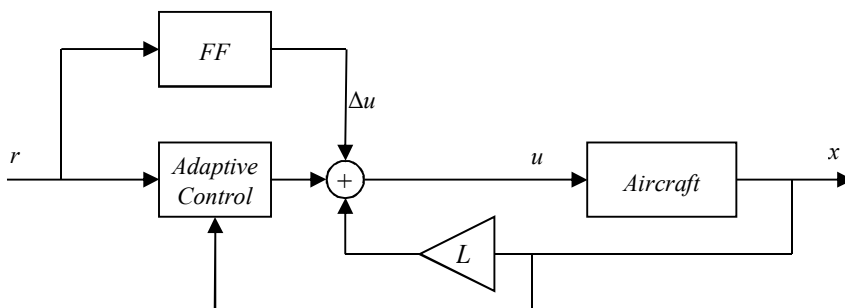 FF
Δu
r
Adaptive
Control
+
u
Aircraft
x
L